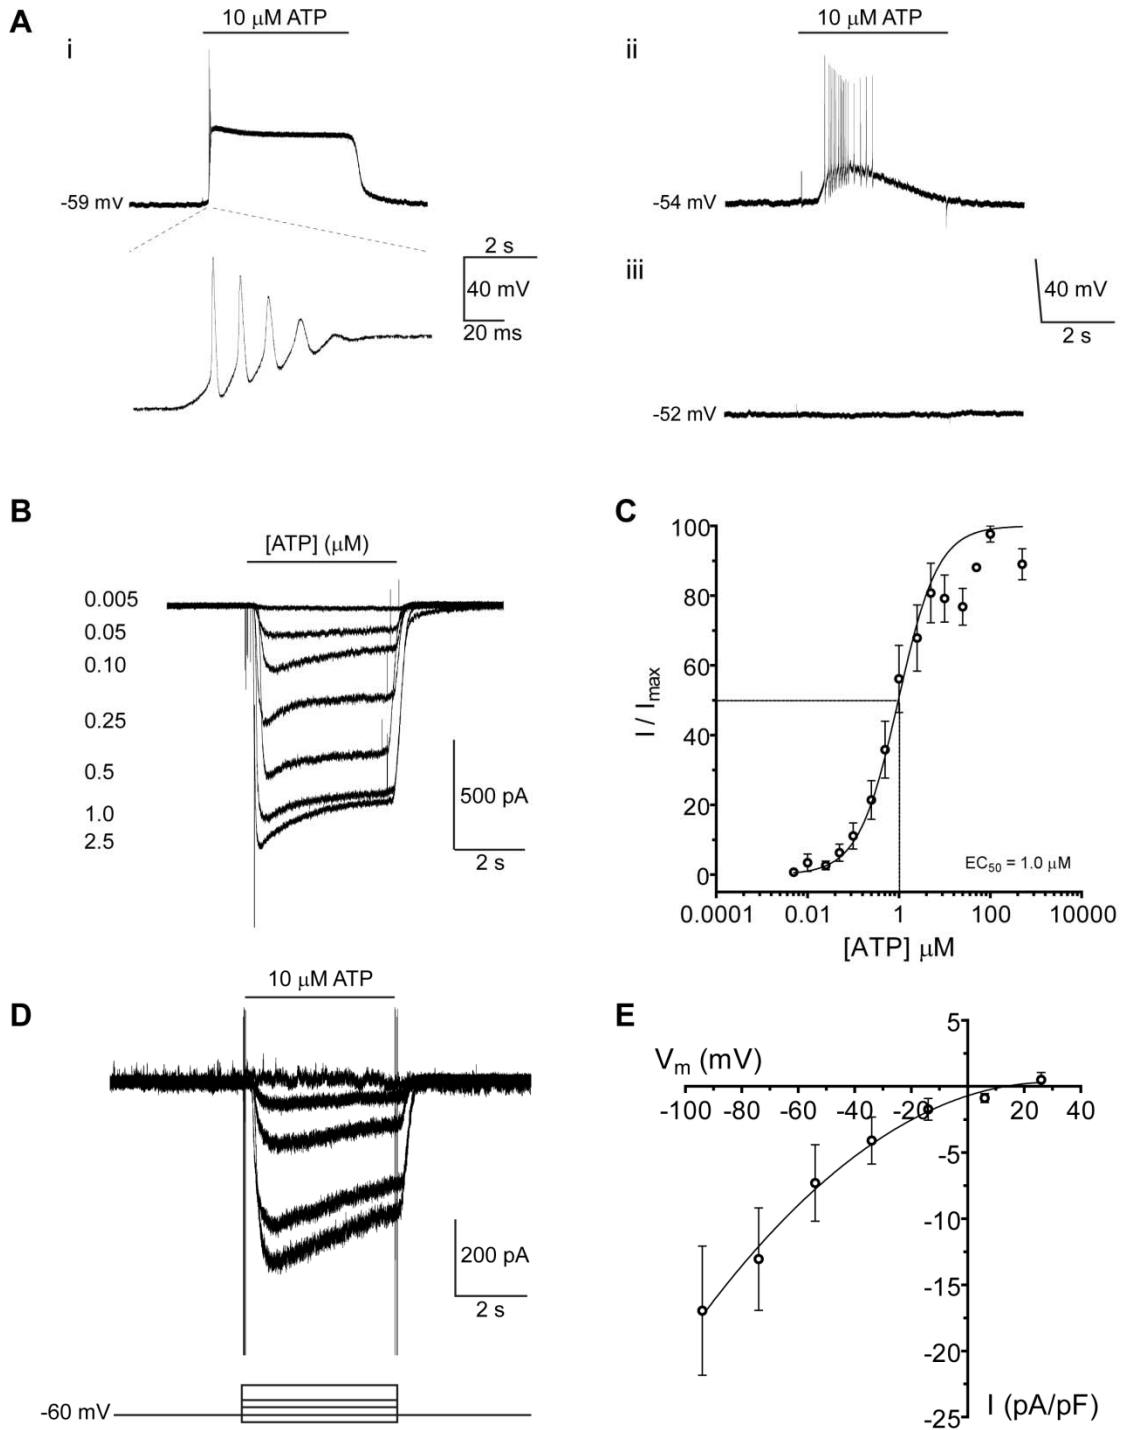 A
10 μM ATP
i
-59 mV
2 s
40 mV
20 ms
10 μM ATP
ii
-54 mV
iii
40 mV
2 s
-52 mV
B
[ATP] (μM)
0.005
0.05
0.10
0.25
0.5
1.0
2.5
500 pA
2 s
C
100
80
60
40
20
0
I / Imax
EC50 = 1.0 μM
0.0001
0.01
1
100
10000
[ATP] μM
D
10 μM ATP
200 pA
2 s
-60 mV
E
5
Vm (mV)
-100
-80
-60
-40
-20
20
40
-5
-10
-15
-20
-25
I (pA/pF)